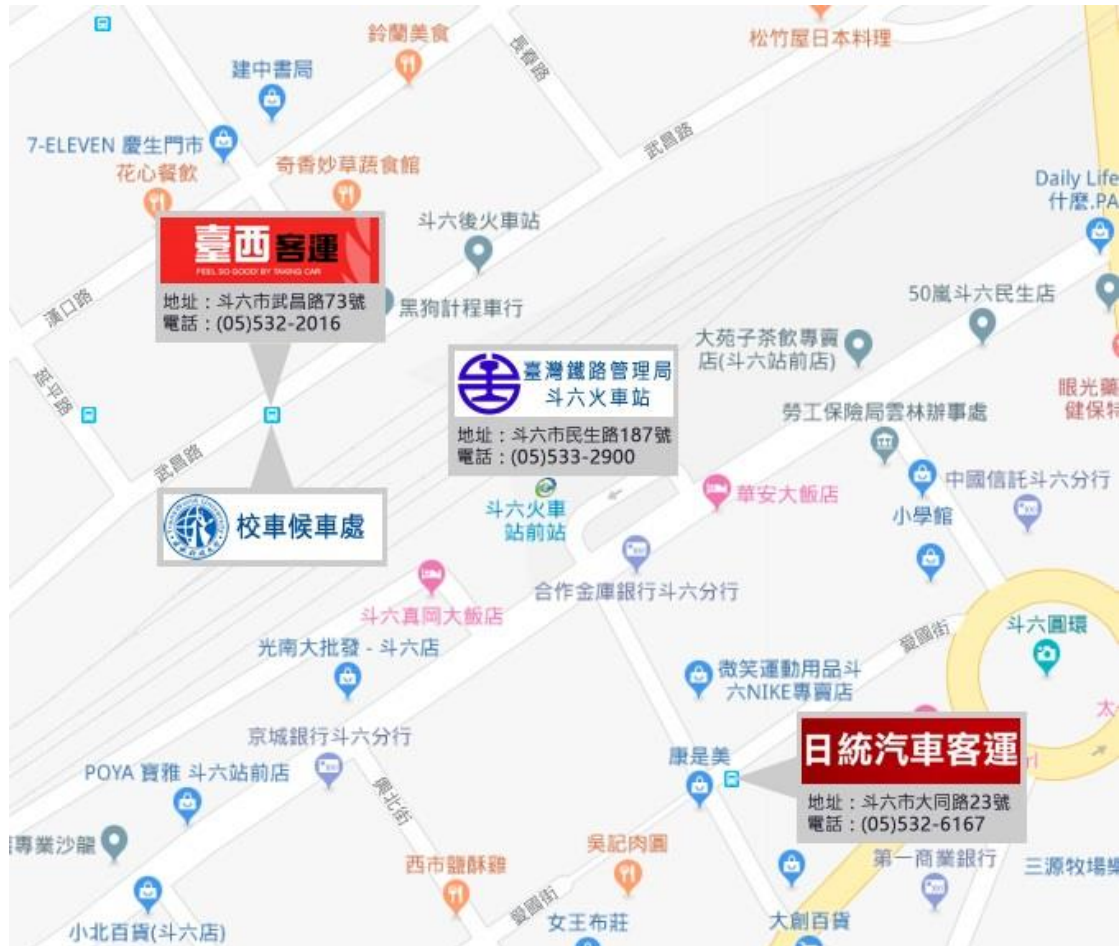 鈴蘭美食
松竹屋日本料理
長春路
建中書局
7-ELEVEN 慶生門市
武昌路
花心餐飲
奇香妙草蔬食館
Daily Life
什麼.PA
斗六後火車站
臺西客運
FEEL SO GOOD! BY TAKING CAR
地址：斗六市武昌路73號
電話：(05)532-2016
漢口路
黑狗計程車行
50嵐斗六民生店
大苑子茶飲專賣
店(斗六站前店)
臺灣鐵路管理局
斗六火車站
地址：斗六市民生路187號
電話：(05)533-2900
延平路
眼光藥
健保特
勞工保險局雲林辦事處
武昌路
中國信託斗六分行
華安大飯店
斗六火車
站前站
小學館
校車候車處
合作金庫銀行斗六分行
斗六真岡大飯店
愛國街
斗六圓環
光南大批發 - 斗六店
微笑運動用品斗
六NIKE專賣店
太
京城銀行斗六分行
日統汽車客運
地址：斗六市大同路23號
電話：(05)532-6167
康是美
POYA 寶雅 斗六站前店
興北街
專業沙龍
吳記肉圓
西市鹽酥雞
第一商業銀行
三源牧場
愛國街
女王布莊
大創百貨
小北百貨(斗六店)